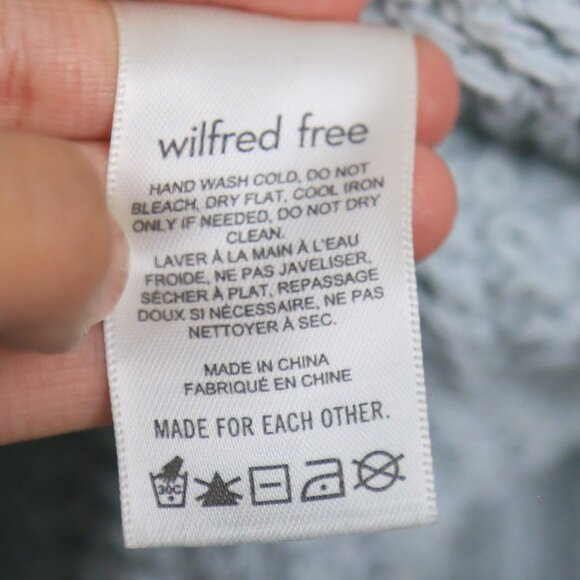 wilfred free
HAND WASH COLD, DO NOT
BLEACH, DRY FLAT, COOL IRON
ONLY IF NEEDED, DO NOT DRY
CLEAN.
LAVER À LA MAIN À L'EAU
FROIDE, NE PAS JAVELISER,
SÉCHER À PLAT, REPASSAGE
DOUX SI NÉCESSAIRE, NE PAS
NETTOYER À SEC.
MADE IN CHINA
FABRIQUÉ EN CHINE
MADE FOR EACH OTHER.
30C